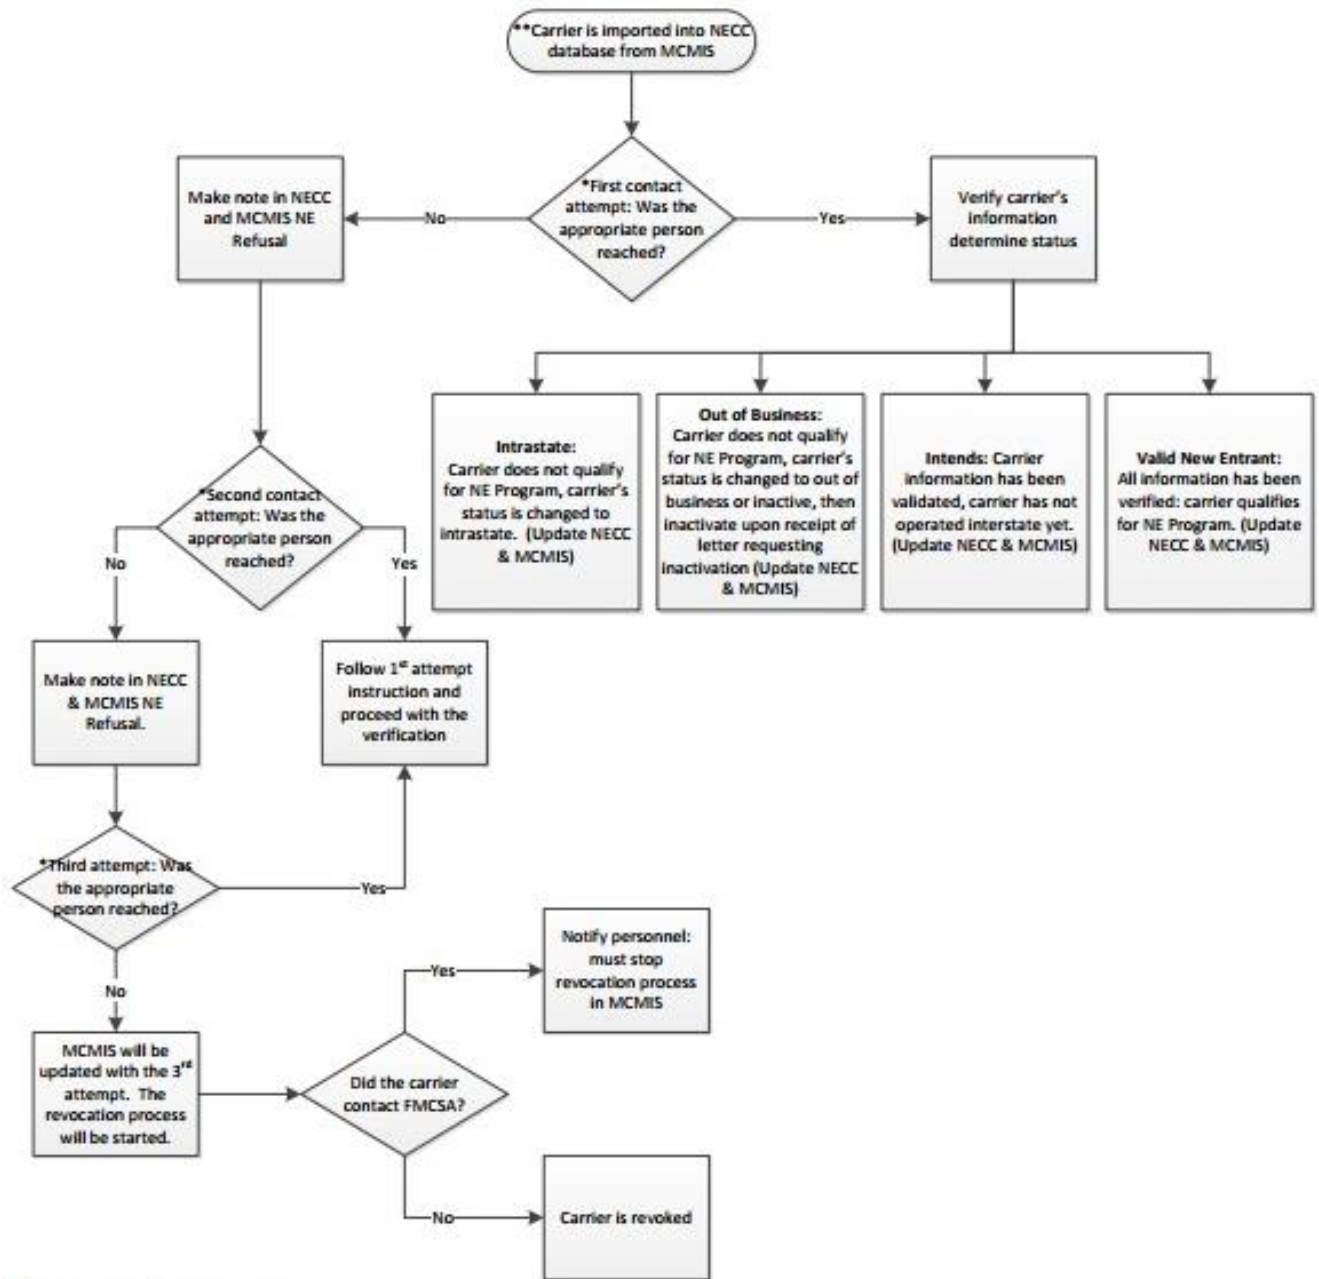 **Carrier is imported into NECC
database from MCMIS
Make note in NECC
and MCMIS NE
Refusal
No
*First contact
attempt: Was the
appropriate person
reached?
Yes
Verify carrier's
information
determine status
Intrastate:
Carrier does not qualify
for NE Program, carrier's
status is changed to
intrastate. (Update NECC
& MCMIS)
Out of Business:
Carrier does not qualify
for NE Program, carrier's
status is changed to out of
business or inactive, then
inactivate upon receipt of
letter requesting
inactivation (Update NECC
& MCMIS)
Intends: Carrier
information has been
validated, carrier has not
operated interstate yet.
(Update NECC & MCMIS)
Valid New Entrant:
All information has been
verified: carrier qualifies
for NE Program. (Update
NECC & MCMIS)
*Second contact
attempt: Was the
appropriate person
reached?
No
Yes
Make note in NECC
& MCMIS NE
Refusal.
Follow 1st attempt
instruction and
proceed with the
verification
*Third attempt: Was
the appropriate
person reached?
Yes
No
MCMIS will be
updated with the 3rd
attempt. The
revocation process
will be started.
Did the carrier
contact FMCSA?
Yes
Notify personnel:
must stop
revocation process
in MCMIS
No
Carrier is revoked